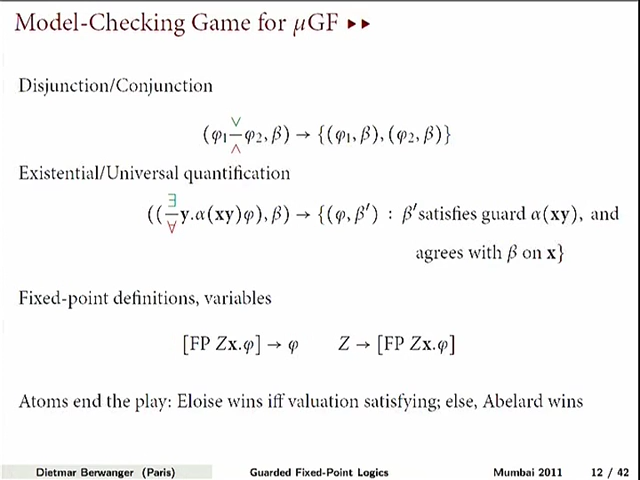 Model-Checking Game for μGF ▸▸
Disjunction/Conjunction
(φ₁ ∨/∧ φ₂, β) → {(φ₁, β), (φ₂, β)}
Existential/Universal quantification
((∃/∀ y.α(xy)φ), β) → {(φ, β′) : β′satisfies guard α(xy), and
agrees with β on x}
Fixed-point definitions, variables
[FP Zx.φ] → φ Z → [FP Zx.φ]
Atoms end the play: Eloise wins iff valuation satisfying; else, Abelard wins
Dietmar Berwanger (Paris) Guarded Fixed-Point Logics Mumbai 2011 12 / 42